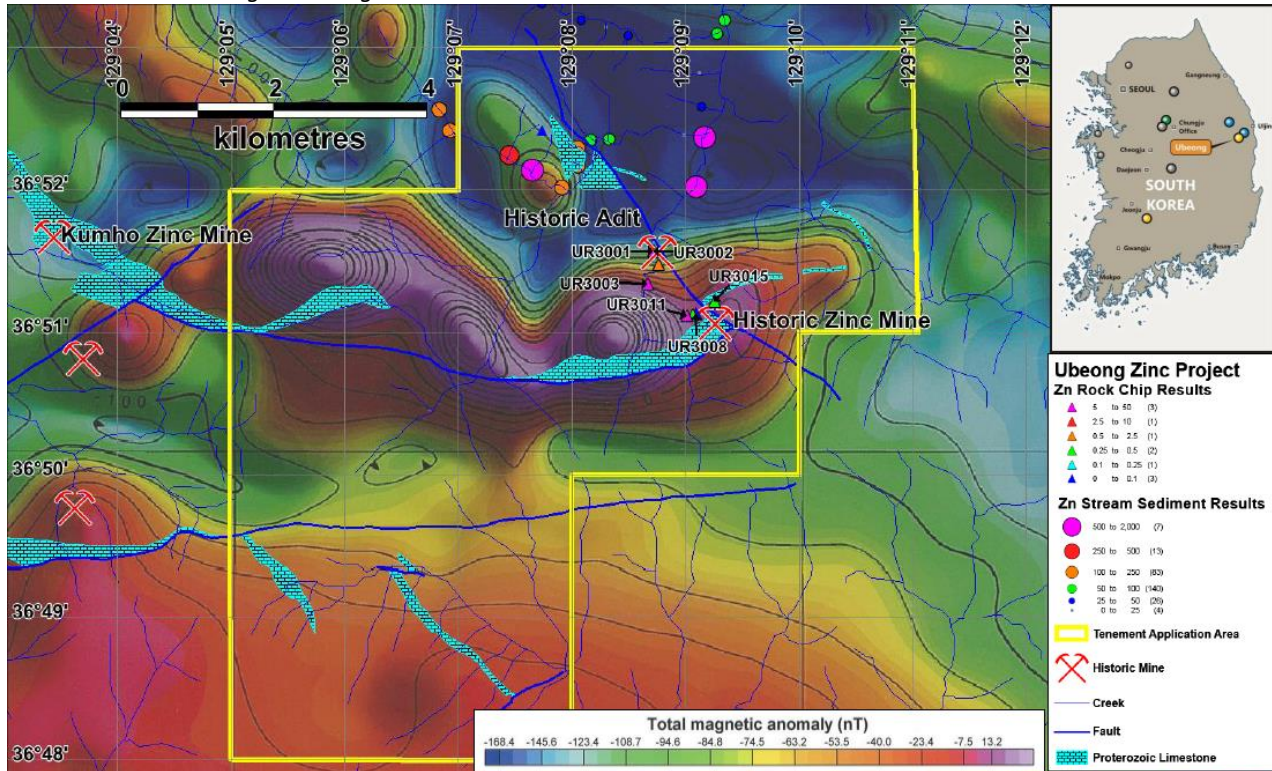 129°04'
129°05'
129°06'
129°07'
129°08'
129°09'
129°10'
129°11'
129°12'
0 2 4
kilometres
36°52'
36°51'
36°50'
36°49'
36°48'
Kumho Zinc Mine
Historic Adit
UR3001
UR3002
UR3003
UR3015
UR3011
Historic Zinc Mine
UR3008
-100
Total magnetic anomaly (nT)
-168.4 -145.6 -123.4 -108.7 -94.6 -84.8 -74.5 -63.2 -53.5 -40.0 -23.4 -7.5 13.2
Gangneung
SEOUL
Chungju
Office
Uljin
Ubeong
Cheongju
Daejeon
SOUTH
KOREA
Jeonju
Gwangju
Busan
Mokpo
Ubeong Zinc Project
Zn Rock Chip Results
5 to 50 (3)
2.5 to 10 (1)
0.5 to 2.5 (1)
0.25 to 0.5 (2)
0.1 to 0.25 (1)
0 to 0.1 (3)
Zn Stream Sediment Results
500 to 2,000 (7)
250 to 500 (13)
100 to 250 (83)
50 to 100 (140)
25 to 50 (26)
0 to 25 (4)
Tenement Application Area
Historic Mine
Creek
Fault
Proterozoic Limestone